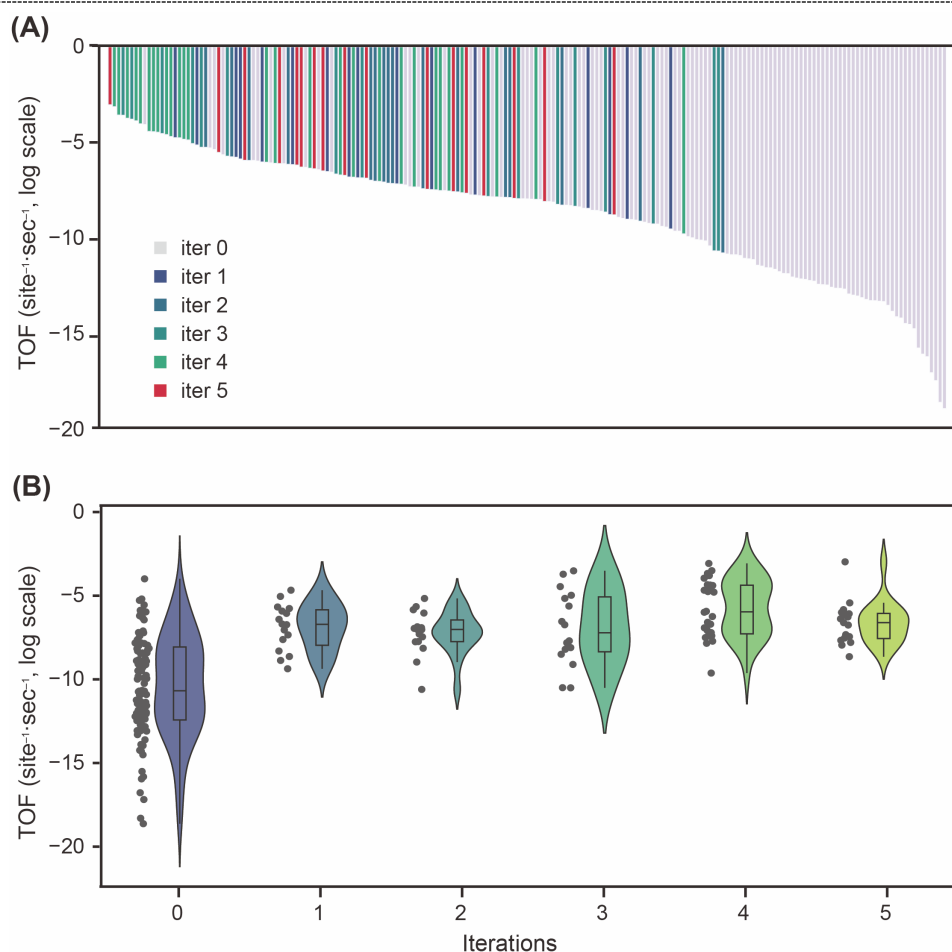 (A)
TOF (site⁻¹·sec⁻¹, log scale)
0
−5
−10
−15
−20
iter 0
iter 1
iter 2
iter 3
iter 4
iter 5
(B)
TOF (site⁻¹·sec⁻¹, log scale)
0
−5
−10
−15
−20
0 1 2 3 4 5
Iterations